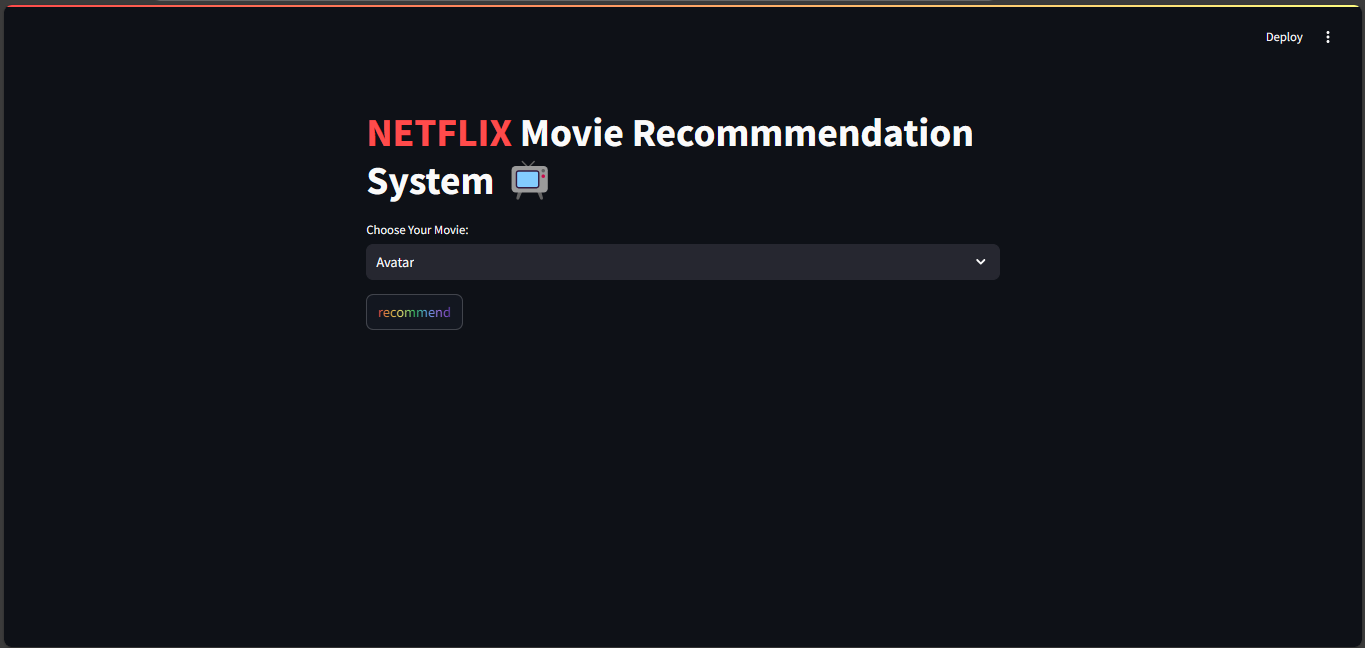 Deploy
NETFLIX Movie Recommmendation
System
Choose Your Movie:
Avatar
recommend